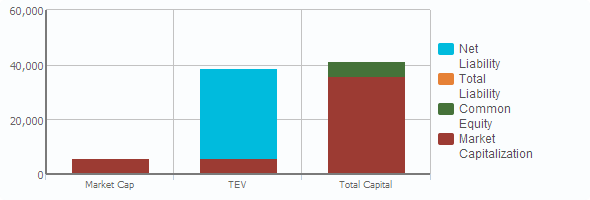 60,000
40,000
20,000
0
Market Cap
TEV
Total Capital
Net
Liability
Total
Liability
Common
Equity
Market
Capitalization